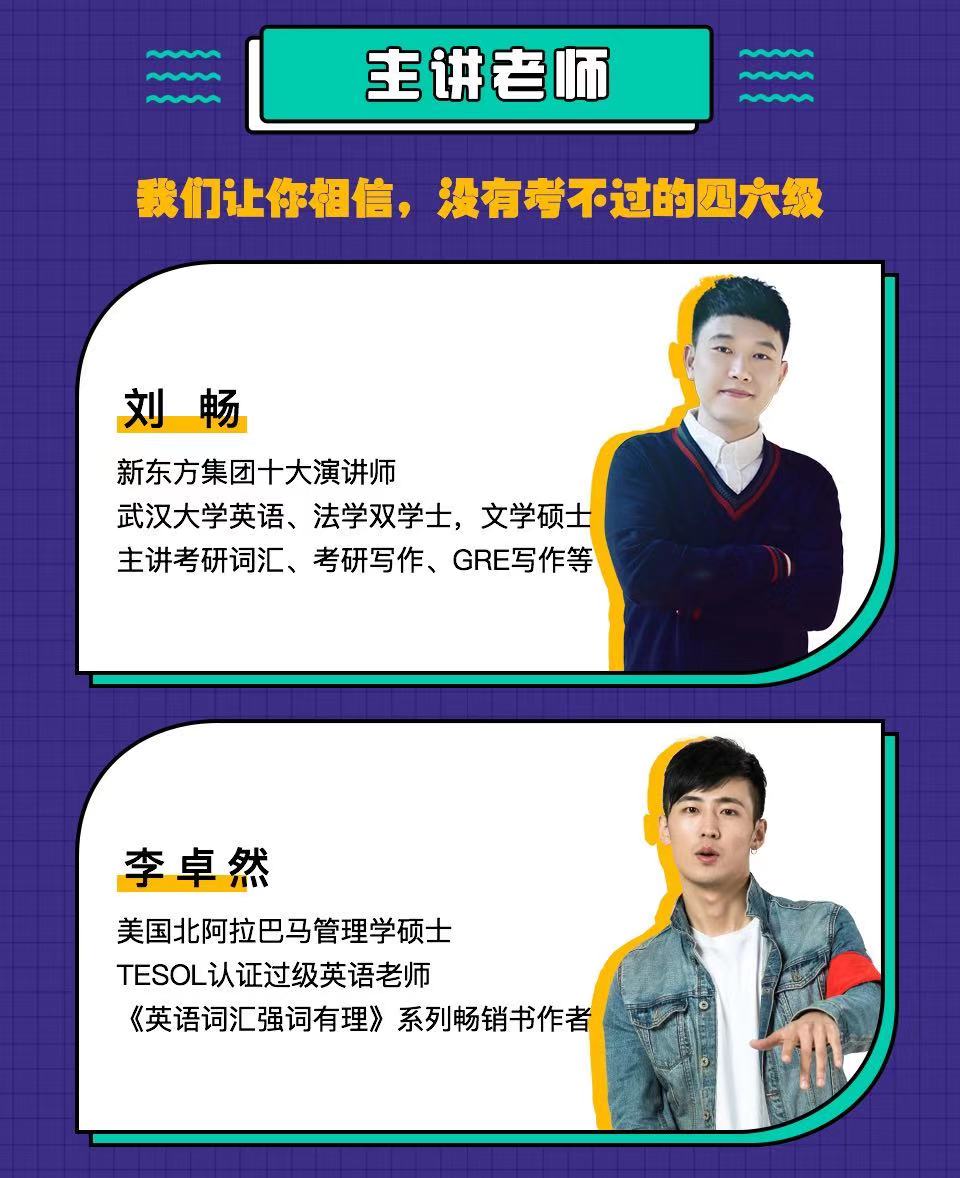 主讲老师
我们让你相信，没有考不过的四六级
刘 畅
新东方集团十大演讲师
武汉大学英语、法学双学士，文学硕士
主讲考研词汇、考研写作、GRE写作等
李卓然
美国北阿拉巴马管理学硕士
TESOL认证过级英语老师
《英语词汇强词有理》系列畅销书作者